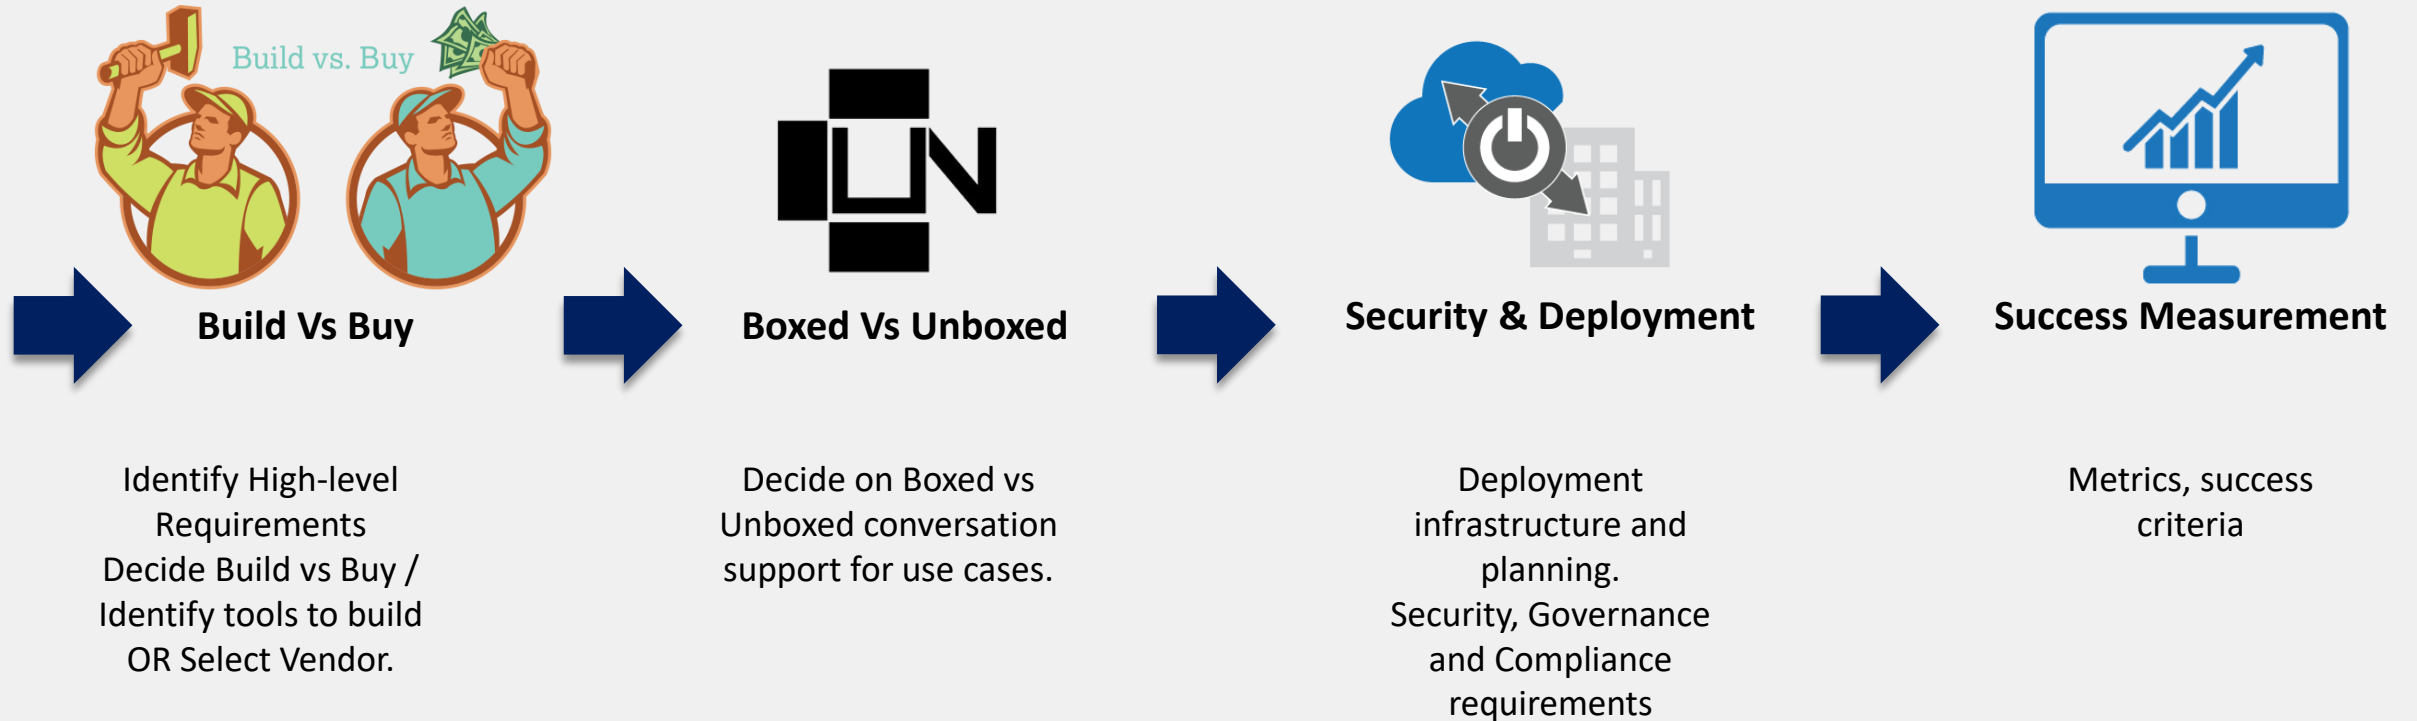 Build vs. Buy
UN
Build Vs Buy
Boxed Vs Unboxed
Security & Deployment
Success Measurement
Identify High-level
Requirements
Decide Build vs Buy /
Identify tools to build
OR Select Vendor.
Decide on Boxed vs
Unboxed conversation
support for use cases.
Deployment
infrastructure and
planning.
Security, Governance
and Compliance
requirements
Metrics, success
criteria